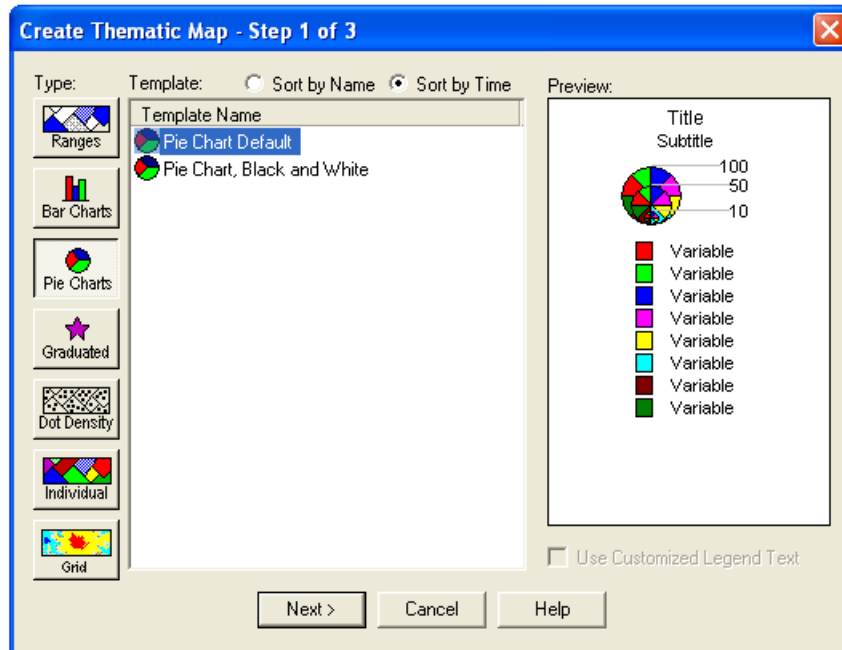 Create Thematic Map - Step 1 of 3
Type:
Template:
Sort by Name
Sort by Time
Preview:
Ranges
Bar Charts
Pie Charts
Graduated
Dot Density
Individual
Grid
Template Name
Pie Chart Default
Pie Chart, Black and White
Title
Subtitle
100
50
10
Variable
Variable
Variable
Variable
Variable
Variable
Variable
Variable
Use Customized Legend Text
Next >
Cancel
Help